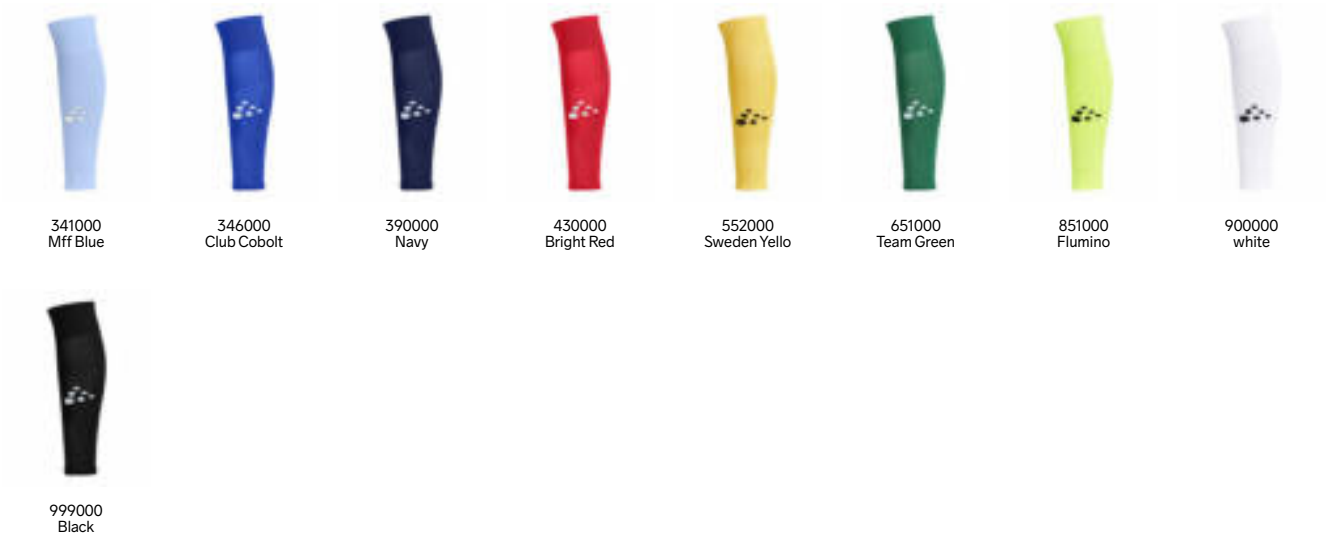 341000
Mff Blue
346000
Club Cobolt
390000
Navy
430000
Bright Red
552000
Sweden Yello
651000
Team Green
851000
Flumino
900000
white
999000
Black